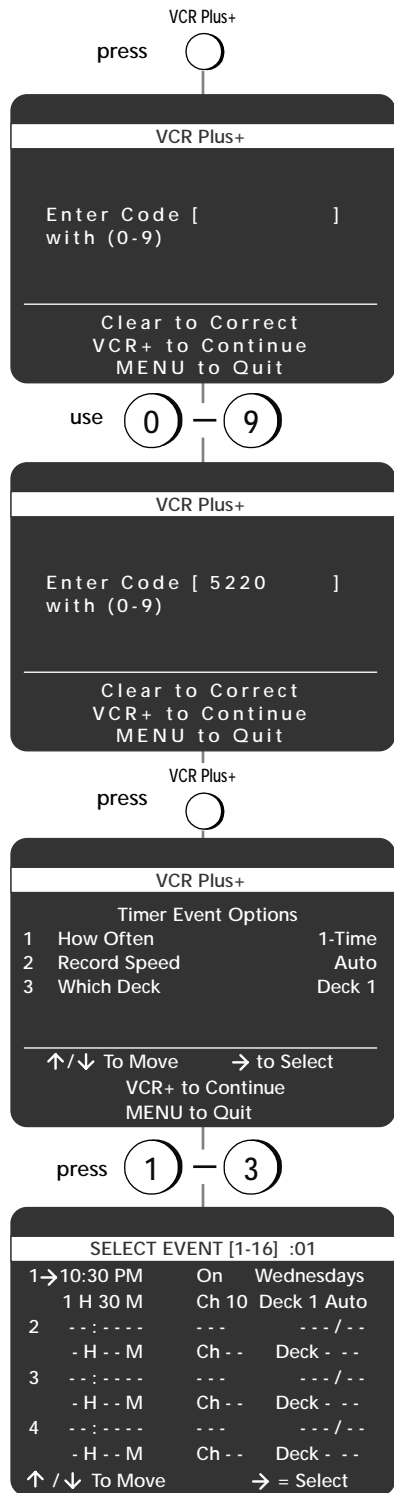 VCR Plus+
press
VCR Plus+
Enter Code [ ]
with (0-9)
Clear to Correct
VCR+ to Continue
MENU to Quit
use 0 – 9
VCR Plus+
Enter Code [ 5220 ]
with (0-9)
Clear to Correct
VCR+ to Continue
MENU to Quit
VCR Plus+
press
VCR Plus+
Timer Event Options
1 How Often 1-Time
2 Record Speed Auto
3 Which Deck Deck 1
↑/↓ To Move → to Select
VCR+ to Continue
MENU to Quit
press 1 – 3
SELECT EVENT [1-16] :01
1→10:30 PM On Wednesdays
1 H 30 M Ch 10 Deck 1 Auto
2 - - : - - - - - - - - - - / - -
- H - - M Ch - - Deck - - -
3 - - : - - - - - - - - - - / - -
- H - - M Ch - - Deck - - -
4 - - : - - - - - - - - - - / - -
- H - - M Ch - - Deck - - -
↑ /↓ To Move → = Select